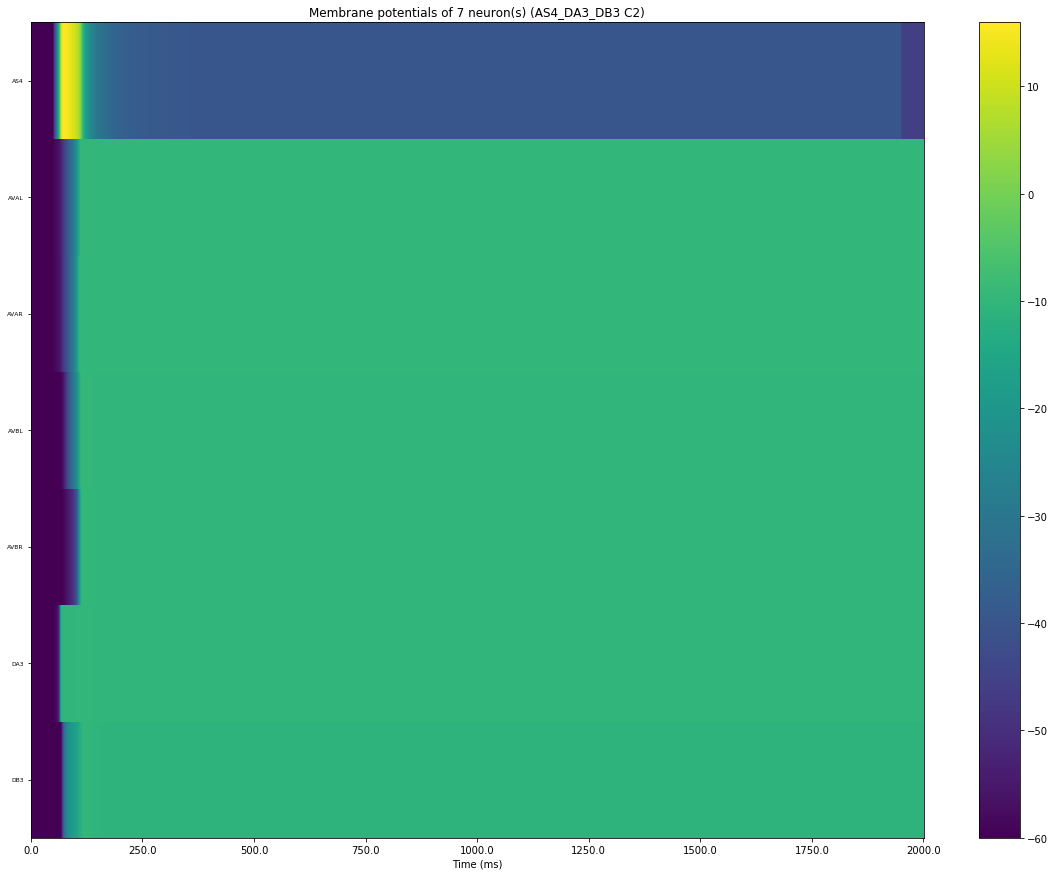 Membrane potentials of 7 neuron(s) (AS4_DA3_DB3 C2)
AS4
AVAL
AVAR
AVBL
AVBR
DA3
DB3
0.0 250.0 500.0 750.0 1000.0 1250.0 1500.0 1750.0 2000.0
Time (ms)
10
0
−10
−20
−30
−40
−50
−60